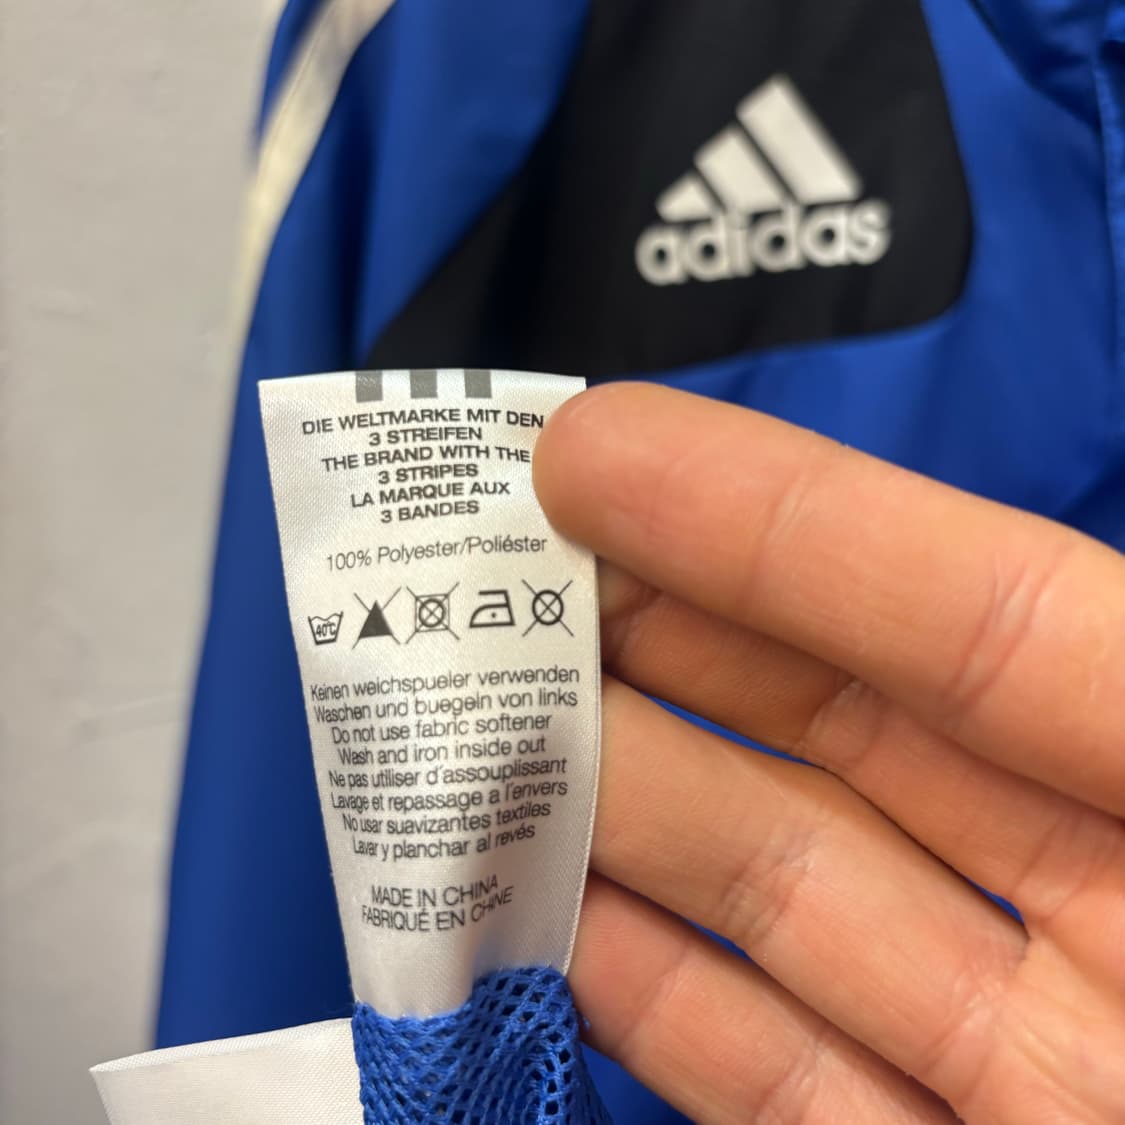 adidas
DIE WELTMARKE MIT DEN
3 STREIFEN
THE BRAND WITH THE
3 STRIPES
LA MARQUE AUX
3 BANDES
100% Polyester/Poliéster
40°C
Keinen weichspueler verwenden
Waschen und buegeln von links
Do not use fabric softener
Wash and iron inside out
Ne pas utiliser d'assouplissant
Lavage et repassage a l'envers
No usar suavizantes textiles
Lavar y planchar al revés
MADE IN CHINA
FABRIQUÉ EN CHINE